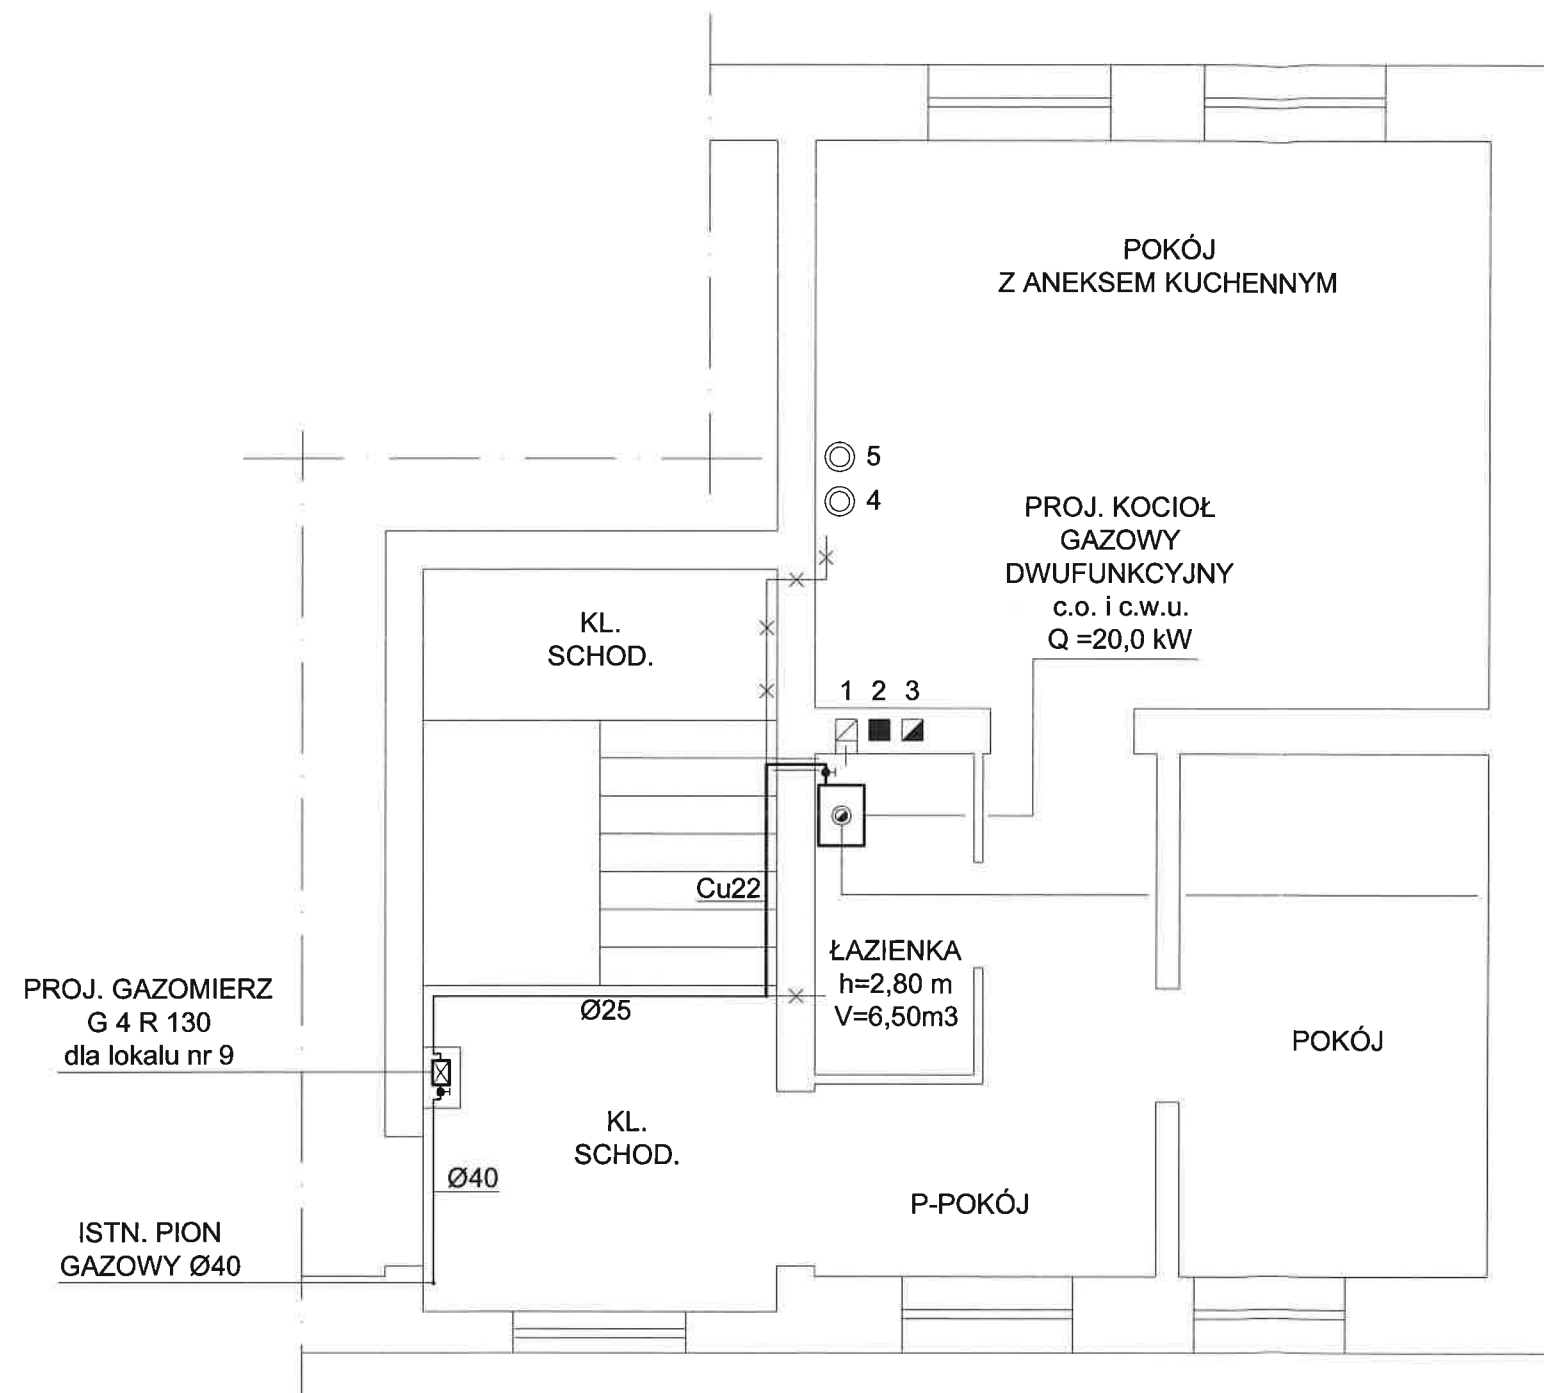 POKÓJ
Z ANEKSEM KUCHENNYM
5
4
PROJ. KOCIOŁ
GAZOWY
DWUFUNKCYJNY
c.o. i c.w.u.
Q =20,0 kW
KL.
SCHOD.
1 2 3
Cu22
ŁAZIENKA
h=2,80 m
V=6,50m3
PROJ. GAZOMIERZ
G 4 R 130
dla lokalu nr 9
Ø25
POKÓJ
KL.
SCHOD.
Ø40
P-POKÓJ
ISTN. PION
GAZOWY Ø40